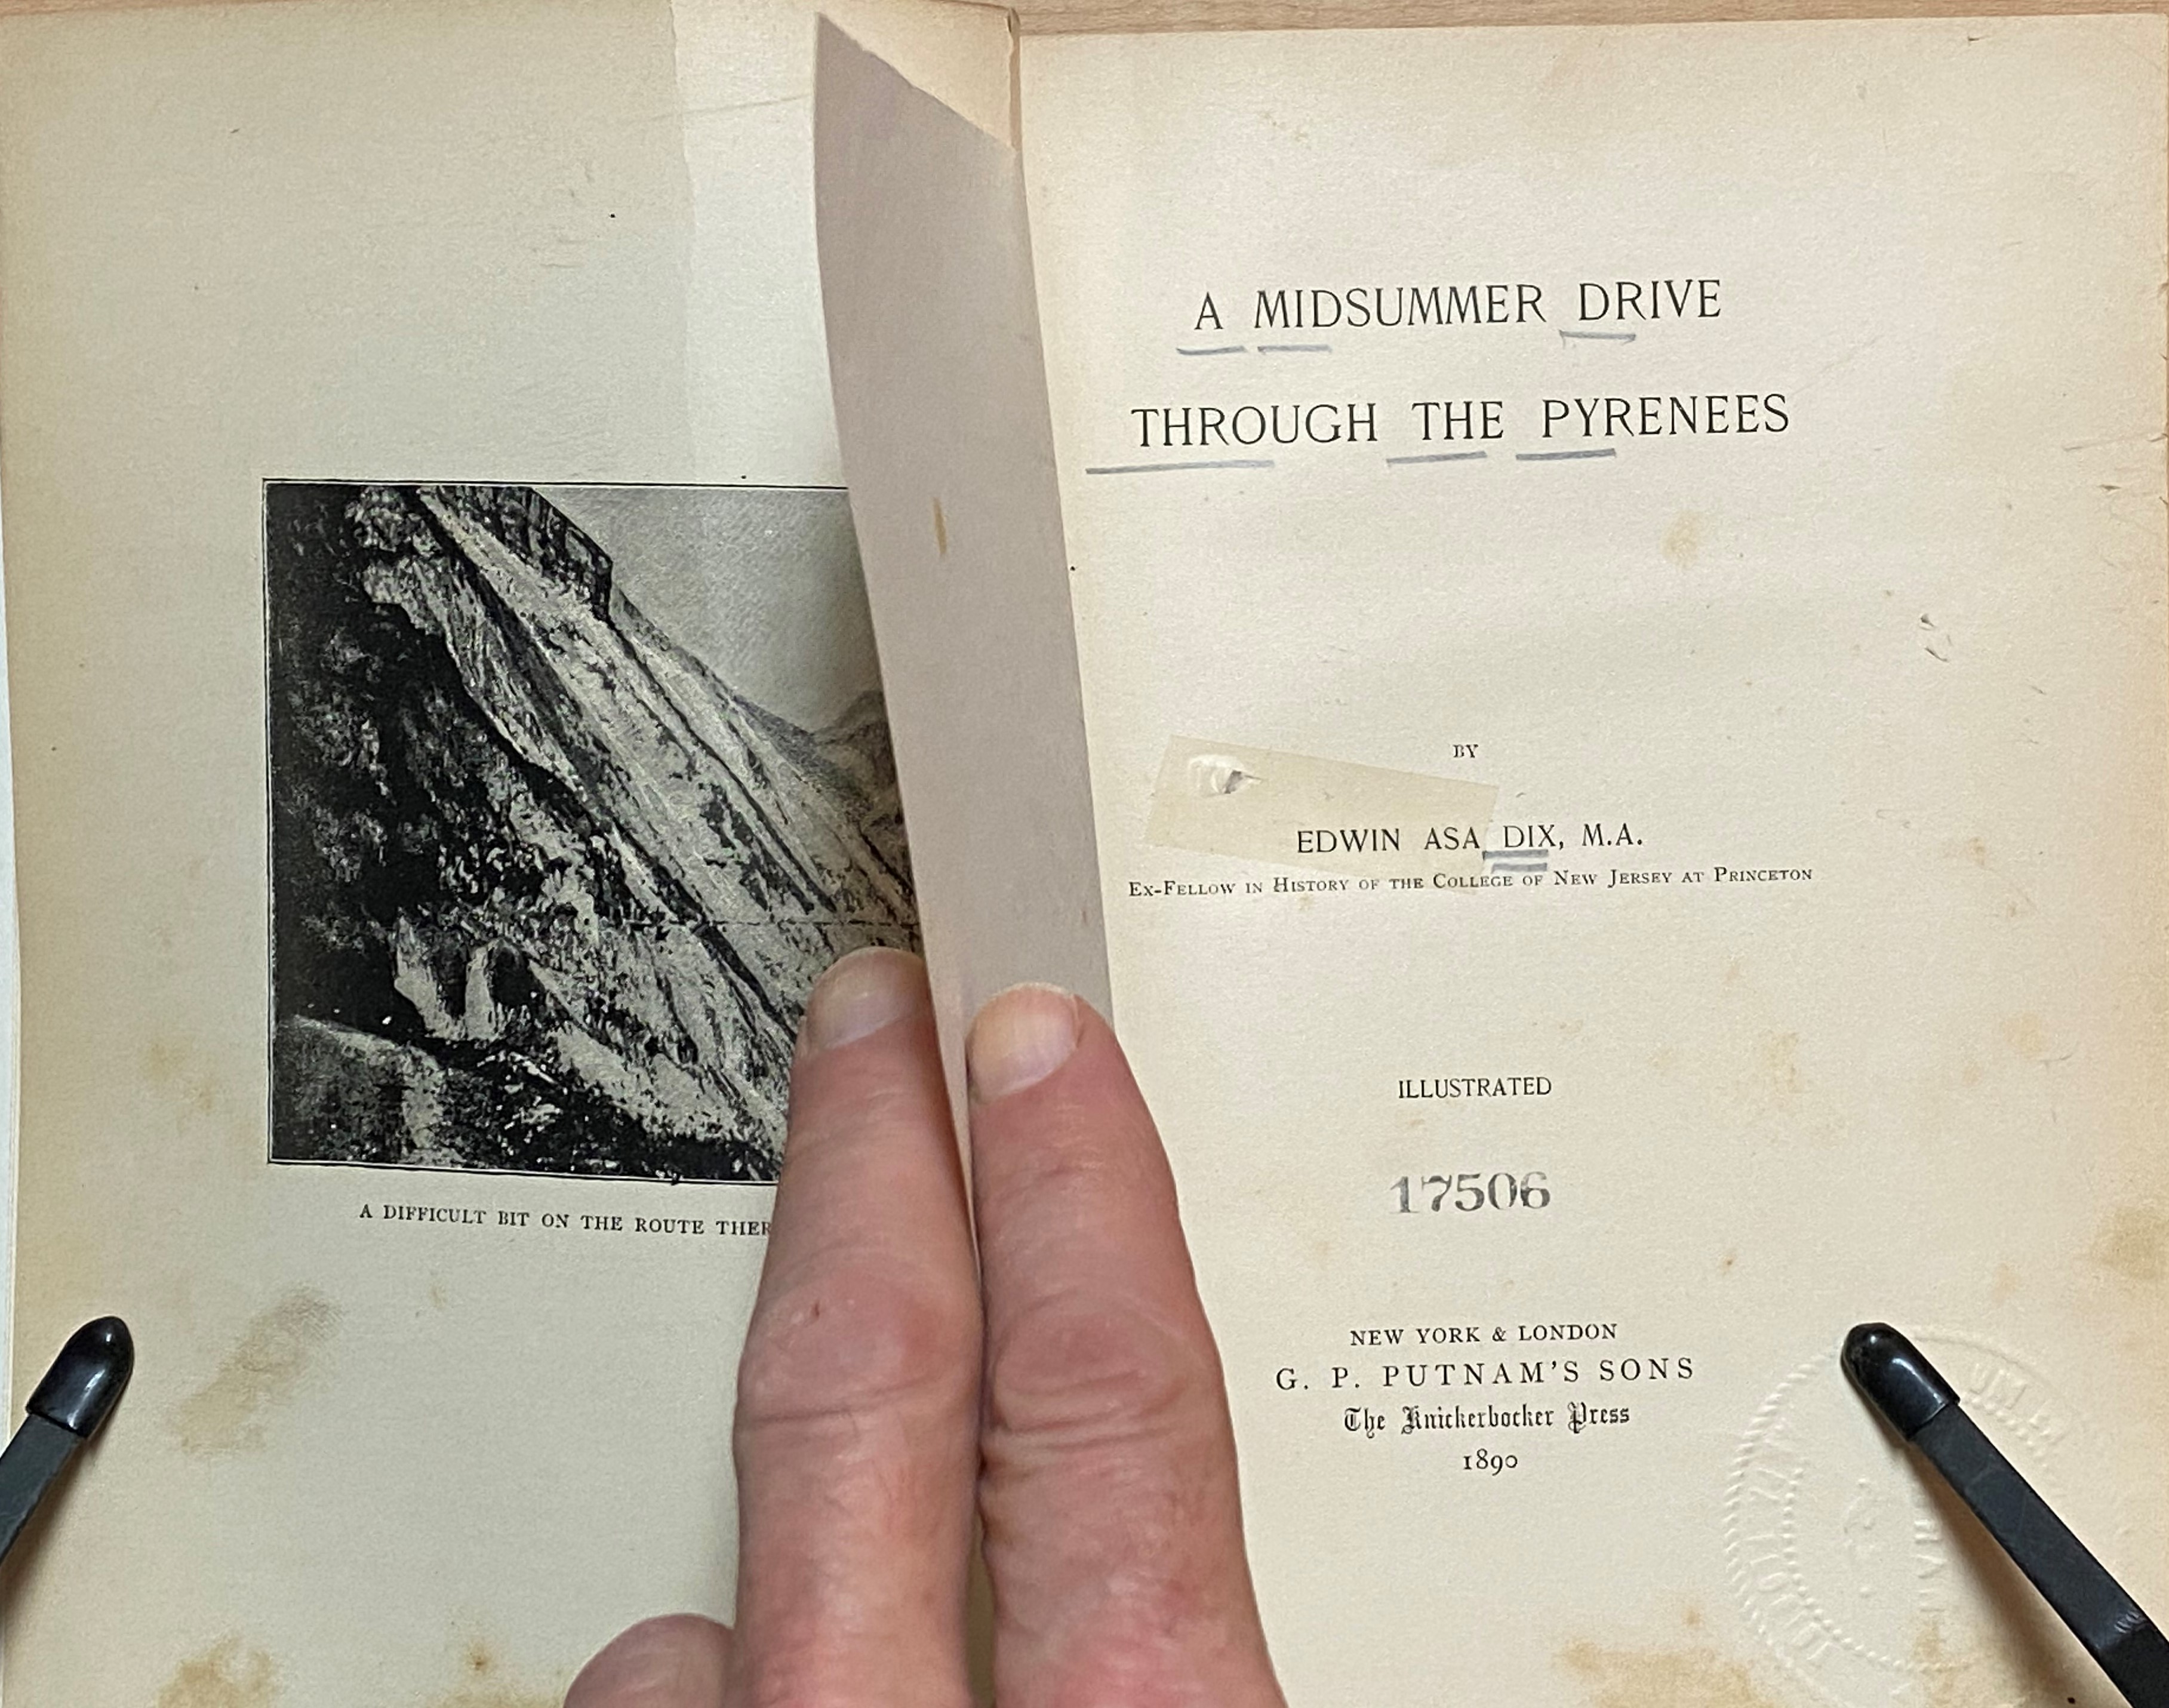 A DIFFICULT BIT ON THE ROUTE
A MIDSUMMER DRIVE
THROUGH THE PYRENEES
BY
EDWIN ASA DIX, M.A.
EX-FELLOW IN HISTORY OF THE COLLEGE OF NEW JERSEY AT PRINCETON
ILLUSTRATED
17506
NEW YORK & LONDON
G. P. PUTNAM'S SONS
The Knickerbocker Press
1890